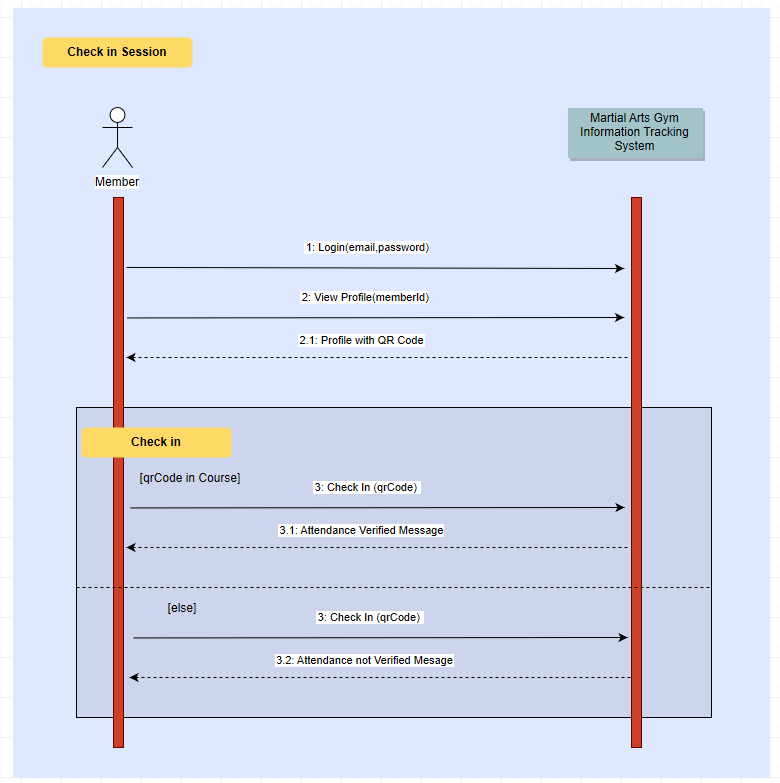 Check in Session
Martial Arts Gym
Information Tracking
System
Member
1: Login(email,password)
2: View Profile(memberId)
2.1: Profile with QR Code
Check in
[qrCode in Course]
3: Check In (qrCode)
3.1: Attendance Verified Message
[else]
3: Check In (qrCode)
3.2: Attendance not Verified Mesage